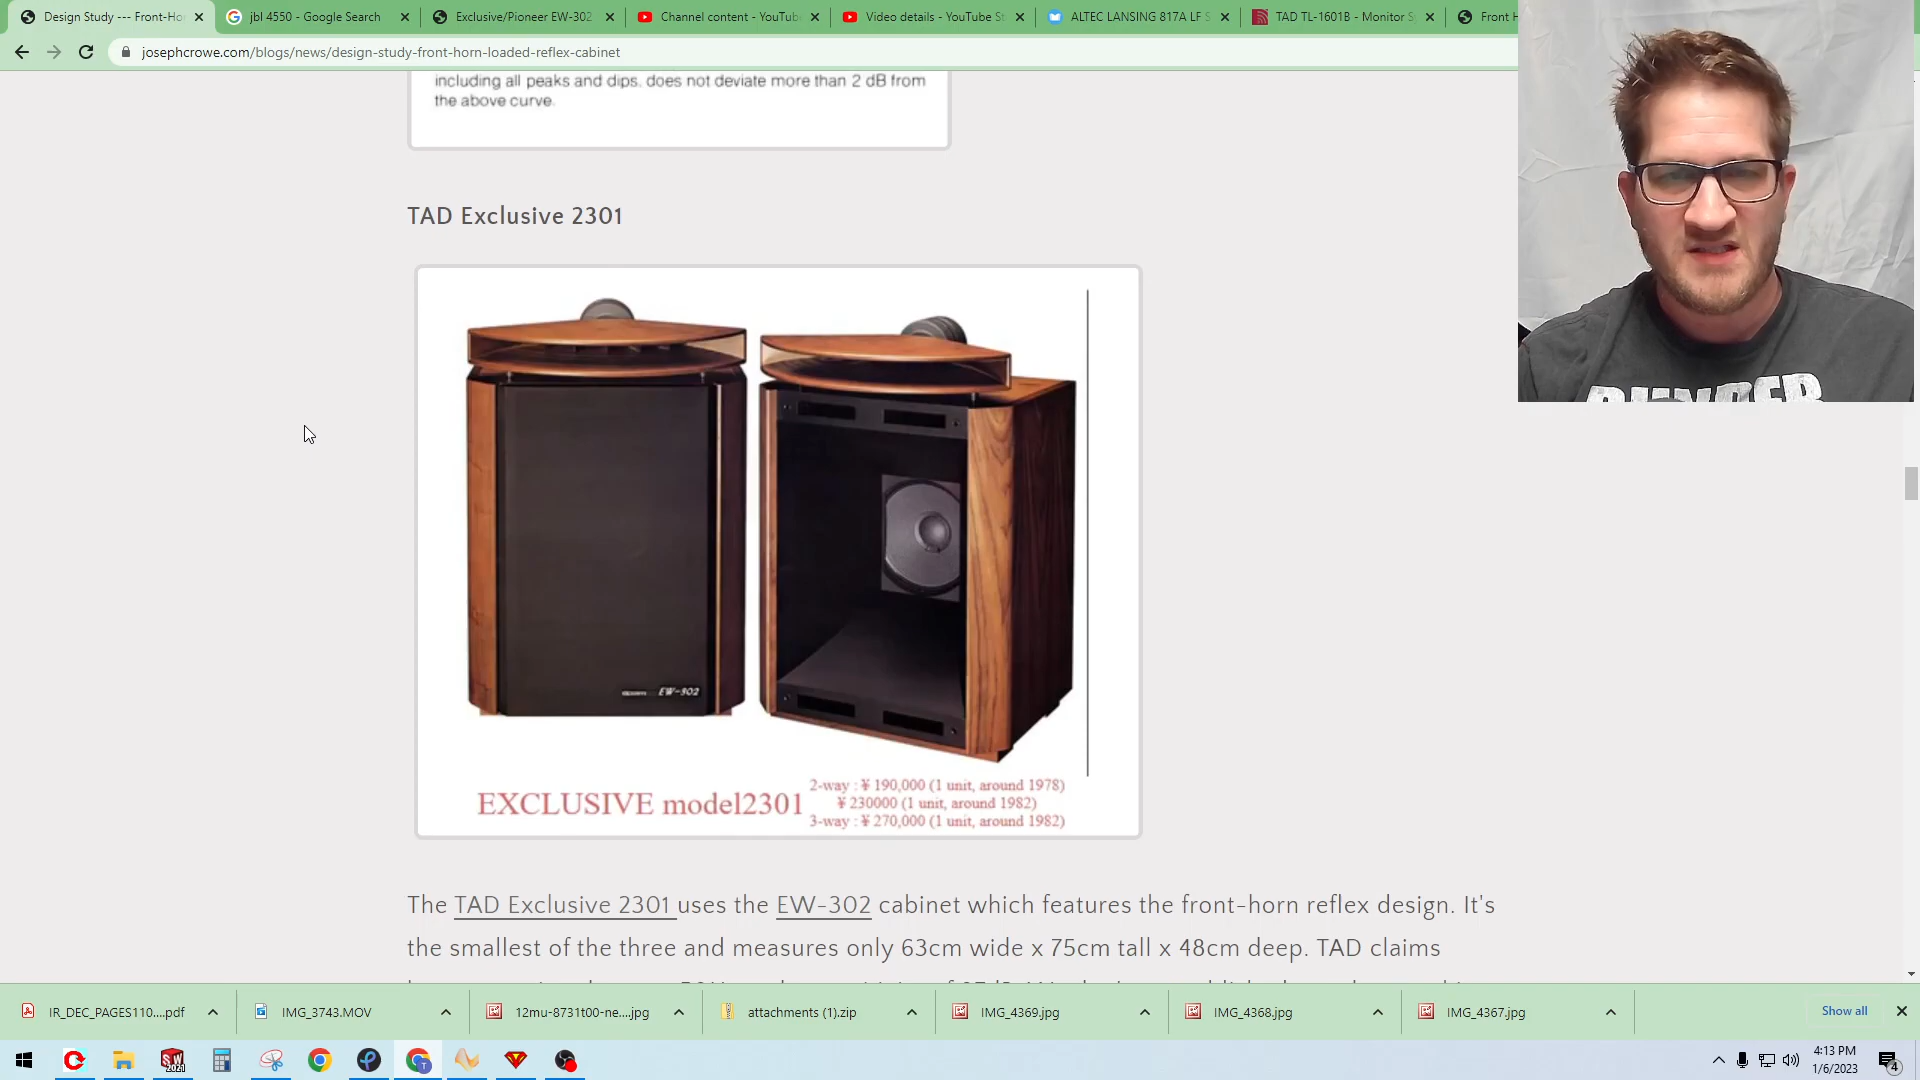 Design Study --- Front-Ho
jbl 4550 - Google Search
Exclusive/Pioneer EW-302
Channel content - YouTub
Video details - YouTube St
ALTEC LANSING 817A LF S
TAD TL-1601B - Monitor S
Front H
josephcrowe.com/blogs/news/design-study-front-horn-loaded-reflex-cabinet
including all peaks and dips, does not deviate more than 2 dB from
the above curve.
TAD Exclusive 2301
EW-302
EXCLUSIVE model2301
2-way : ¥ 190,000 (1 unit, around 1978)
¥ 230000 (1 unit, around 1982)
3-way : ¥ 270,000 (1 unit, around 1982)
The TAD Exclusive 2301 uses the EW-302 cabinet which features the front-horn reflex design. It's
the smallest of the three and measures only 63cm wide x 75cm tall x 48cm deep. TAD claims
IR_DEC_PAGES110....pdf
IMG_3743.MOV
12mu-8731t00-ne....jpg
attachments (1).zip
IMG_4369.jpg
IMG_4368.jpg
IMG_4367.jpg
Show all
SW
2021
T
4:13 PM
1/6/2023
4